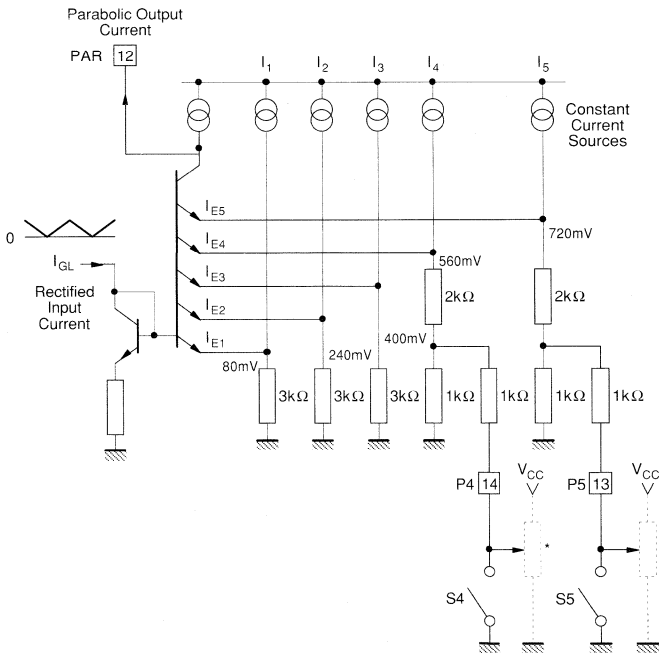 Parabolic Output
Current
PAR 12
I1 I2 I3 I4 I5
Constant
Current
Sources
IE5
720mV
0
IE4
560mV
IGL
IE3
2kΩ 2kΩ
Rectified
Input
Current
IE2
400mV
IE1
240mV
80mV
3kΩ 3kΩ 3kΩ 1kΩ 1kΩ 1kΩ 1kΩ
P4 14 VCC P5 13 VCC
*
S4 S5